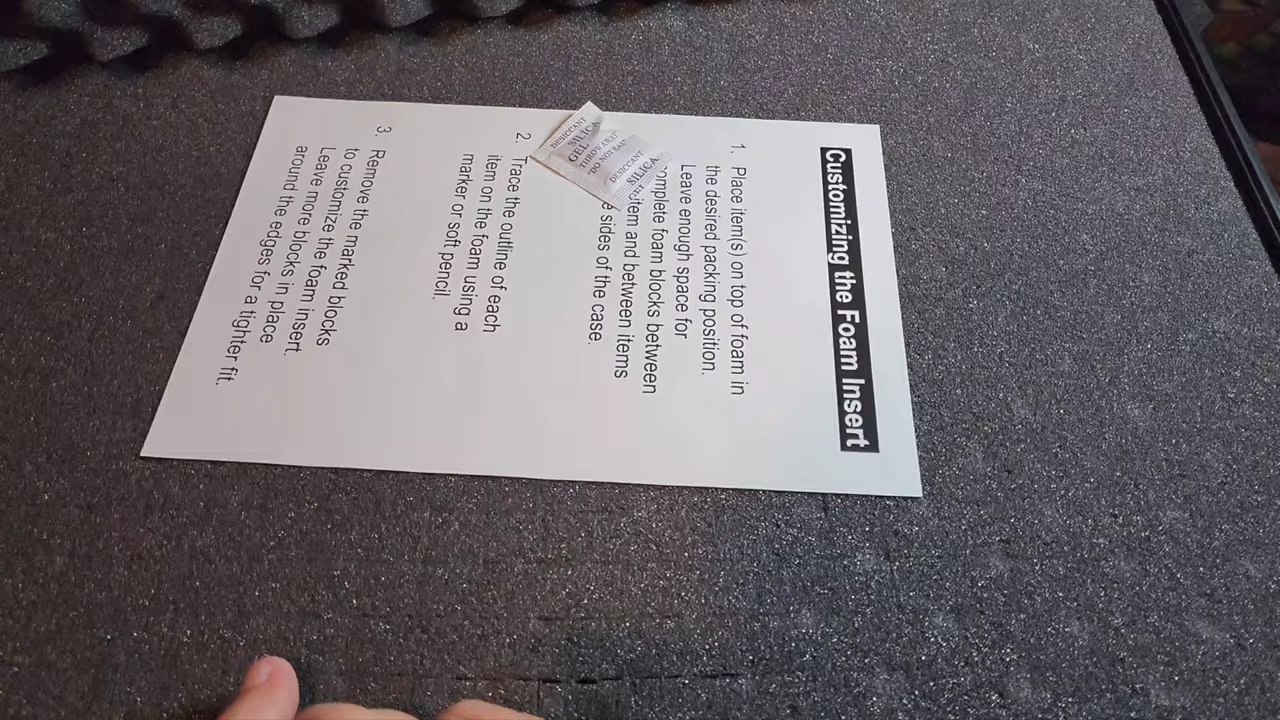 Customizing the Foam Insert
1. Place item(s) on top of foam in
the desired packing position.
Leave enough space for
omplete foam blocks between
item and between items
e sides of the case.
2. Trace the outline of each
item on the foam using a
marker or soft pencil.
3. Remove the marked blocks
to customize the foam insert.
Leave more blocks in place
around the edges for a tighter fit.
DESICCANT
SILICA
GEL
"DO NOT EAT"
DESICCANT
SILICA
GEL